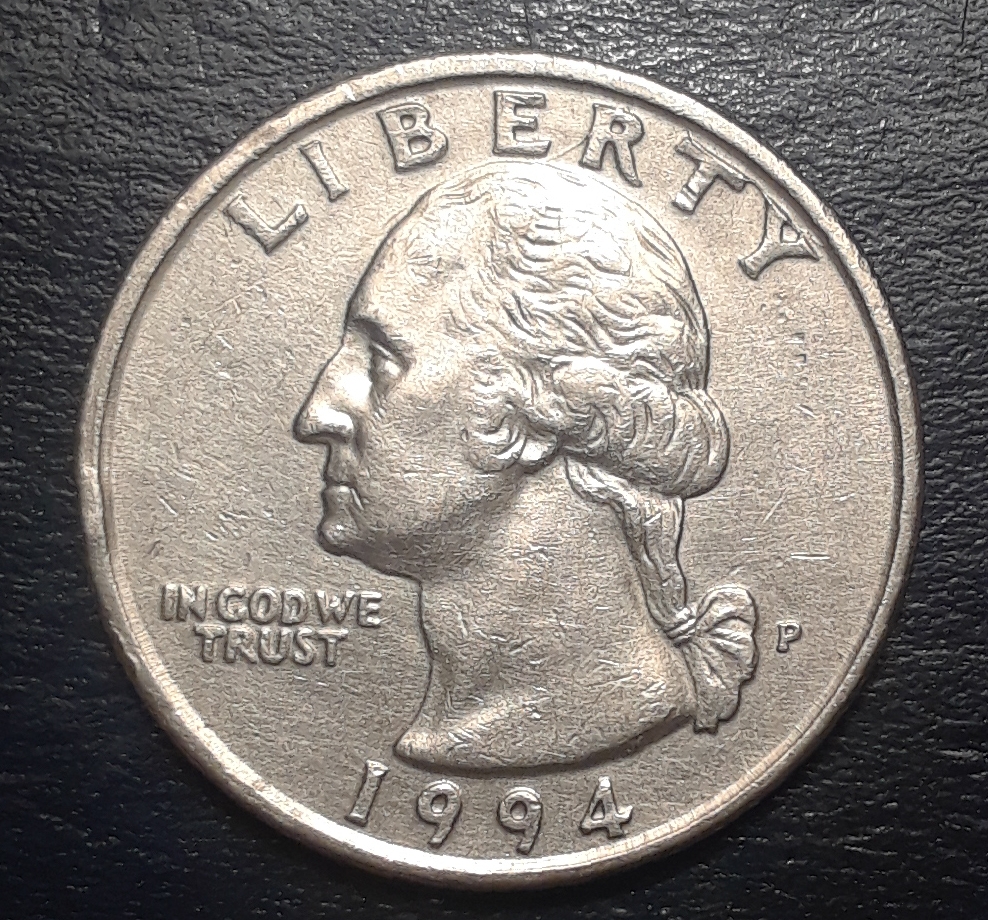 LIBERTY
IN GOD WE
TRUST
P
1994